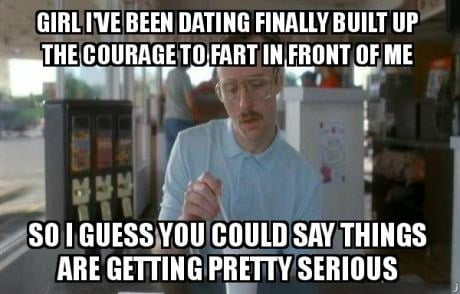 GIRL I'VE BEEN DATING FINALLY BUILT UP
THE COURAGE TO FART IN FRONT OF ME
SO I GUESS YOU COULD SAY THINGS
ARE GETTING PRETTY SERIOUS